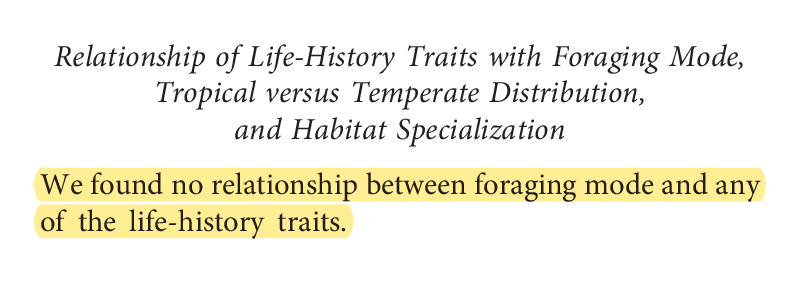 Relationship of Life-History Traits with Foraging Mode,
Tropical versus Temperate Distribution,
and Habitat Specialization
We found no relationship between foraging mode and any
of the life-history traits.